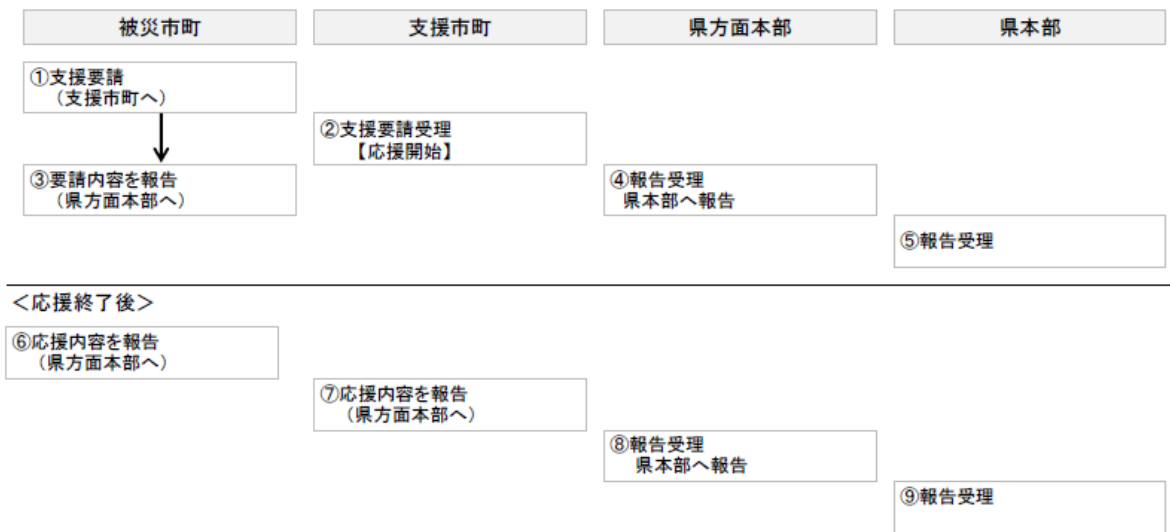 被災市町
支援市町
県方面本部
県本部
①支援要請
（支援市町へ）
②支援要請受理
【応援開始】
③要請内容を報告
（県方面本部へ）
④報告受理
県本部へ報告
⑤報告受理
＜応援終了後＞
⑥応援内容を報告
（県方面本部へ）
⑦応援内容を報告
（県方面本部へ）
⑧報告受理
県本部へ報告
⑨報告受理